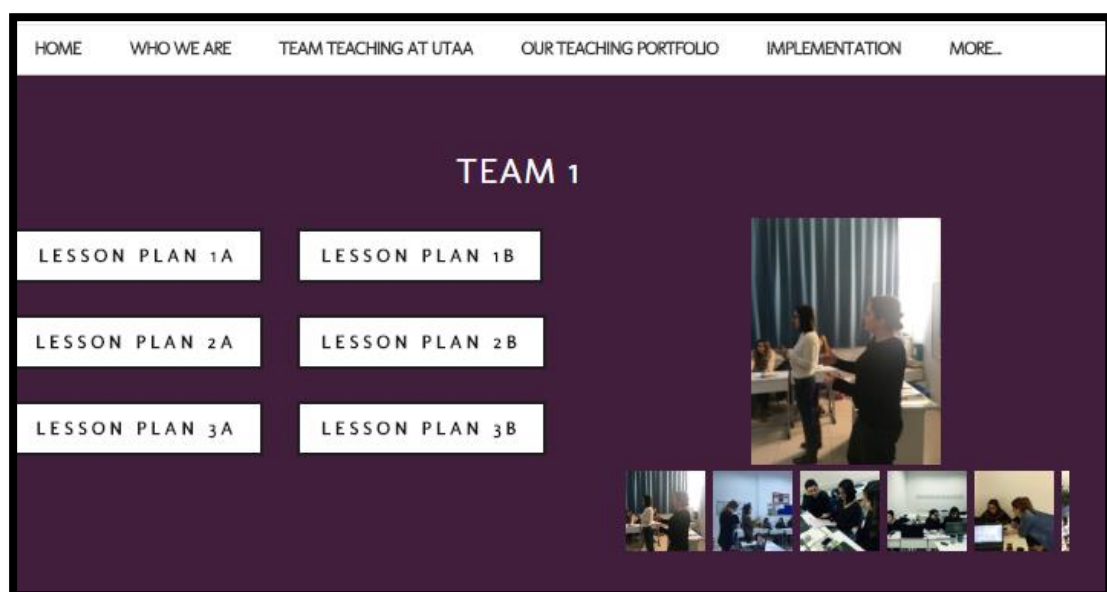 HOME WHO WE ARE TEAM TEACHING AT UTAA OUR TEACHING PORTFOLIO IMPLEMENTATION MORE...
TEAM 1
LESSON PLAN 1A LESSON PLAN 1B
LESSON PLAN 2A LESSON PLAN 2B
LESSON PLAN 3A LESSON PLAN 3B